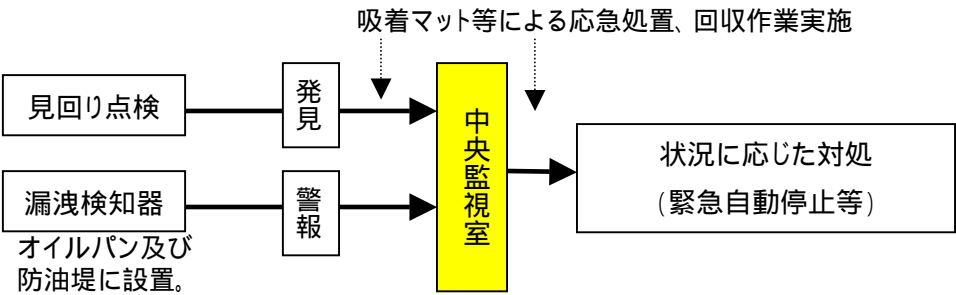 吸着マット等による応急処置、回収作業実施
見回り点検
発見
中央監視室
状況に応じた対処
(緊急自動停止等)
漏洩検知器
警報
オイルパン及び
防油堤に設置。